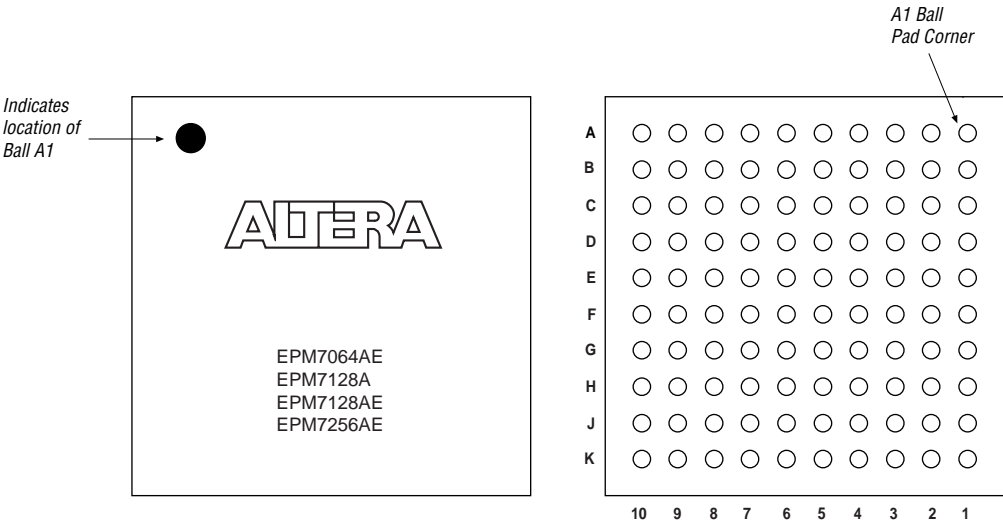 A1 Ball
Pad Corner
Indicates
location of
Ball A1
ALTERA
EPM7064AE
EPM7128A
EPM7128AE
EPM7256AE
A
B
C
D
E
F
G
H
J
K
10 9 8 7 6 5 4 3 2 1